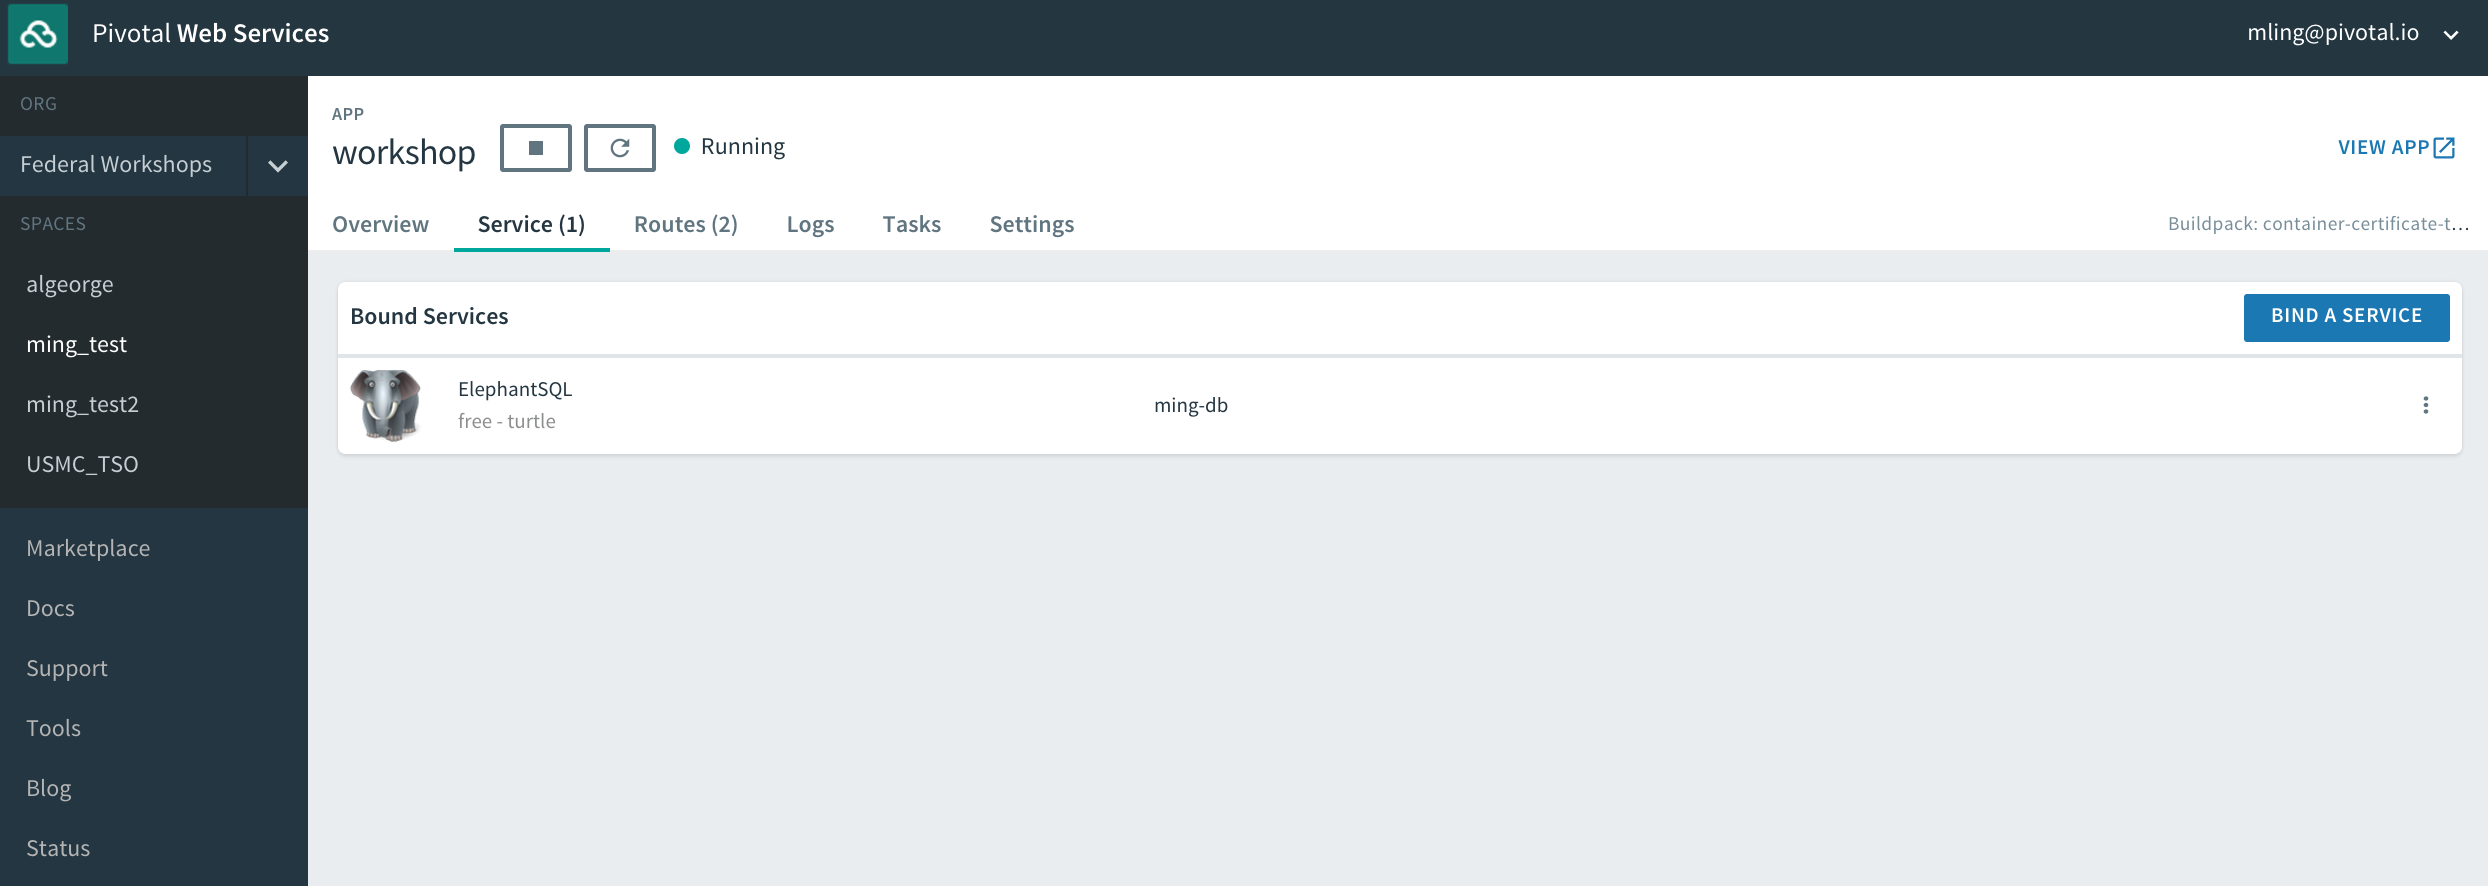 Pivotal Web Services
mling@pivotal.io
ORG
Federal Workshops
SPACES
algeorge
ming_test
ming_test2
USMC_TSO
Marketplace
Docs
Support
Tools
Blog
Status
APP
workshop
Running
VIEW APP
Overview
Service (1)
Routes (2)
Logs
Tasks
Settings
Buildpack: container-certificate-t...
Bound Services
BIND A SERVICE
ElephantSQL
free - turtle
ming-db